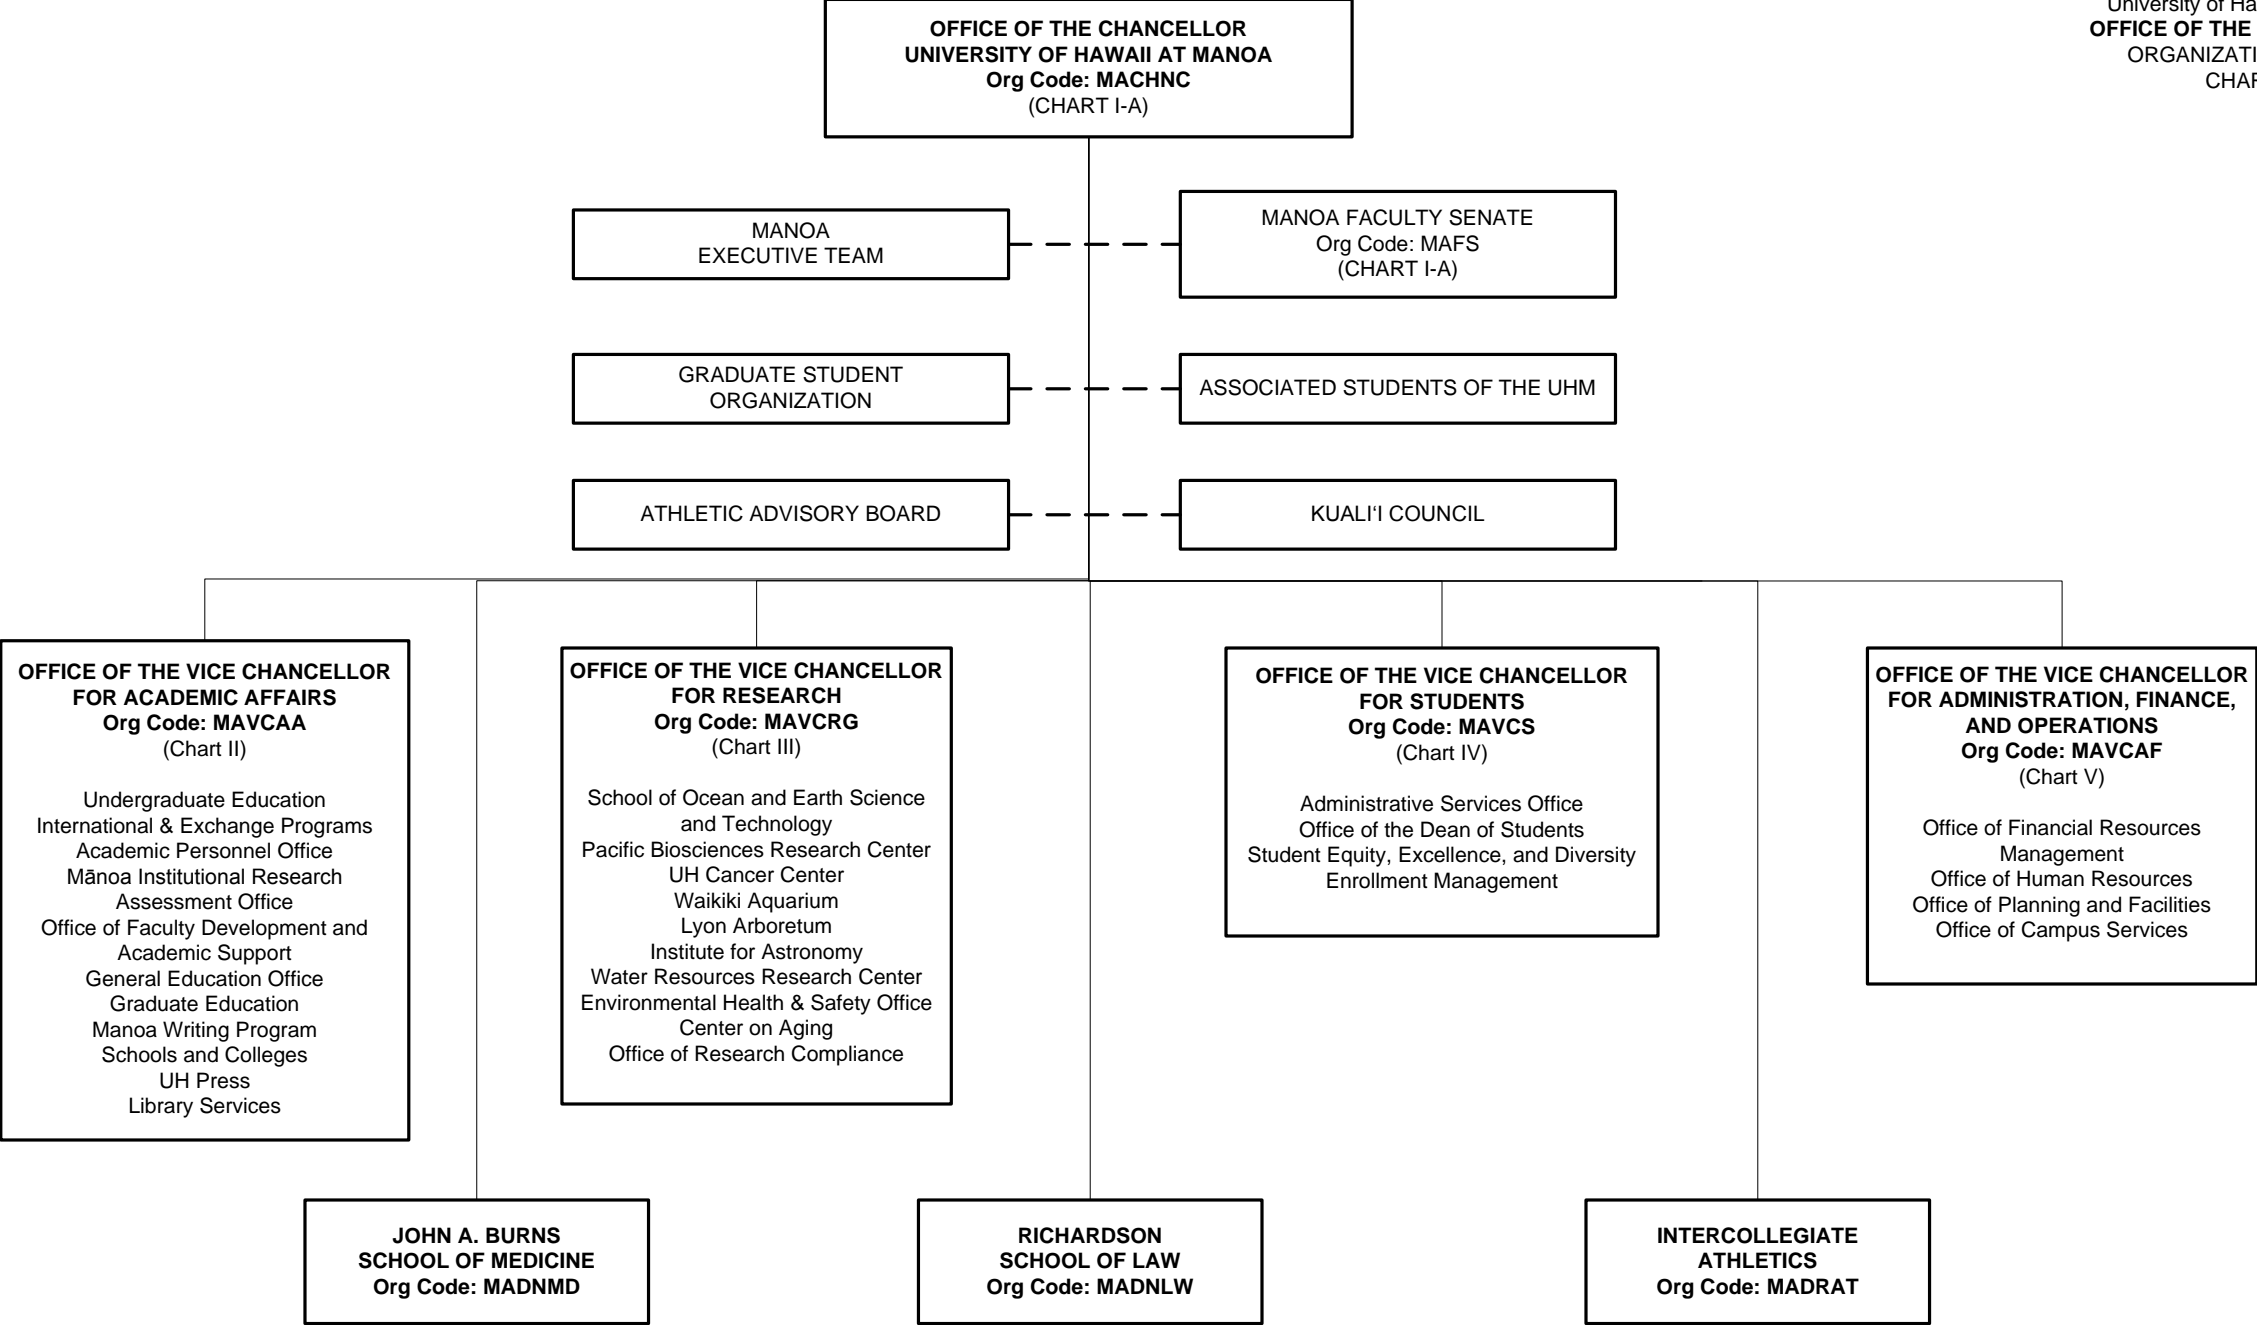 OFFICE OF THE CHANCELLOR
UNIVERSITY OF HAWAII AT MANOA
Org Code: MACHNC
(CHART I-A)
University of Ha
OFFICE OF THE
ORGANIZATI
CHAR
MANOA
EXECUTIVE TEAM
MANOA FACULTY SENATE
Org Code: MAFS
(CHART I-A)
GRADUATE STUDENT
ORGANIZATION
ASSOCIATED STUDENTS OF THE UHM
ATHLETIC ADVISORY BOARD
KUALI‘I COUNCIL
OFFICE OF THE VICE CHANCELLOR
FOR ACADEMIC AFFAIRS
Org Code: MAVCAA
(Chart II)
Undergraduate Education
International & Exchange Programs
Academic Personnel Office
Mānoa Institutional Research
Assessment Office
Office of Faculty Development and
Academic Support
General Education Office
Graduate Education
Manoa Writing Program
Schools and Colleges
UH Press
Library Services
OFFICE OF THE VICE CHANCELLOR
FOR RESEARCH
Org Code: MAVCRG
(Chart III)
School of Ocean and Earth Science
and Technology
Pacific Biosciences Research Center
UH Cancer Center
Waikiki Aquarium
Lyon Arboretum
Institute for Astronomy
Water Resources Research Center
Environmental Health & Safety Office
Center on Aging
Office of Research Compliance
OFFICE OF THE VICE CHANCELLOR
FOR STUDENTS
Org Code: MAVCS
(Chart IV)
Administrative Services Office
Office of the Dean of Students
Student Equity, Excellence, and Diversity
Enrollment Management
OFFICE OF THE VICE CHANCELLOR
FOR ADMINISTRATION, FINANCE,
AND OPERATIONS
Org Code: MAVCAF
(Chart V)
Office of Financial Resources
Management
Office of Human Resources
Office of Planning and Facilities
Office of Campus Services
JOHN A. BURNS
SCHOOL OF MEDICINE
Org Code: MADNMD
RICHARDSON
SCHOOL OF LAW
Org Code: MADNLW
INTERCOLLEGIATE
ATHLETICS
Org Code: MADRAT